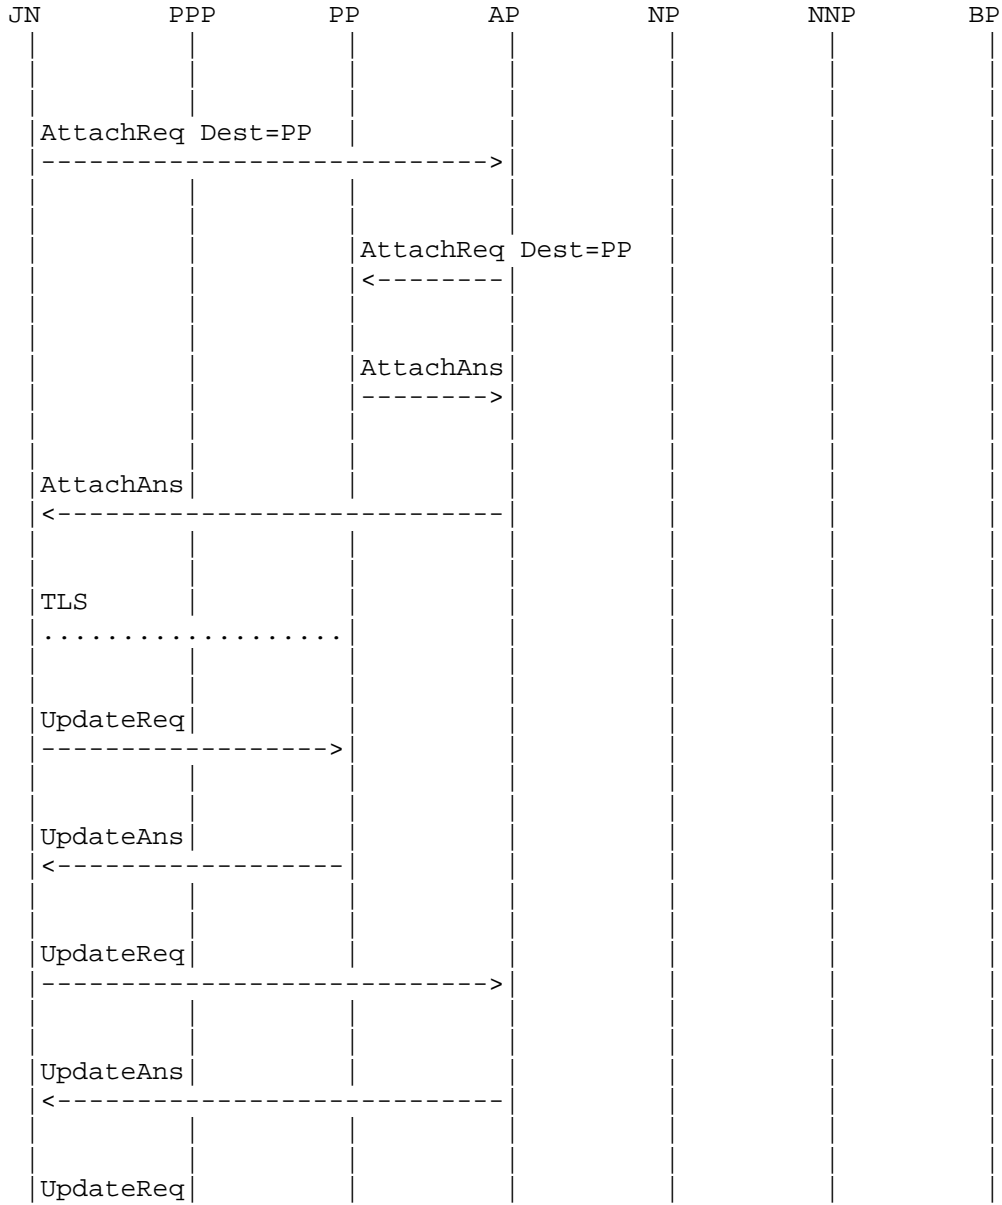 JN PPP PP AP NP NNP BP
AttachReq Dest=PP
AttachReq Dest=PP
AttachAns
AttachAns
TLS
UpdateReq
UpdateAns
UpdateReq
UpdateAns
UpdateReq